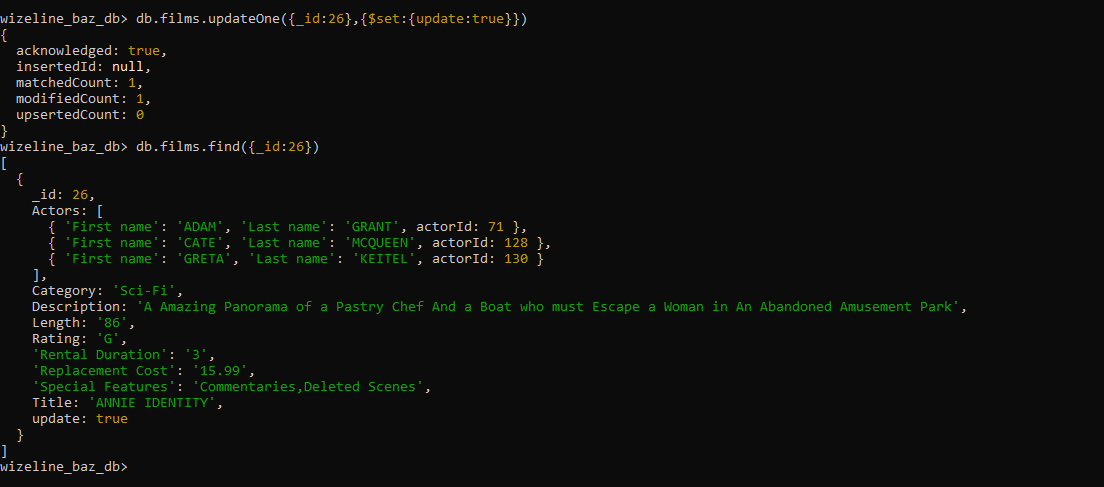 wizeline_baz_db> db.films.updateOne({_id:26},{$set:{update:true}})
{
  acknowledged: true,
  insertedId: null,
  matchedCount: 1,
  modifiedCount: 1,
  upsertedCount: 0
}
wizeline_baz_db> db.films.find({_id:26})
[
  {
    _id: 26,
    Actors: [
      { 'First name': 'ADAM', 'Last name': 'GRANT', actorId: 71 },
      { 'First name': 'CATE', 'Last name': 'MCQUEEN', actorId: 128 },
      { 'First name': 'GRETA', 'Last name': 'KEITEL', actorId: 130 }
    ],
    Category: 'Sci-Fi',
    Description: 'A Amazing Panorama of a Pastry Chef And a Boat who must Escape a Woman in An Abandoned Amusement Park',
    Length: '86',
    Rating: 'G',
    'Rental Duration': '3',
    'Replacement Cost': '15.99',
    'Special Features': 'Commentaries,Deleted Scenes',
    Title: 'ANNIE IDENTITY',
    update: true
  }
]
wizeline_baz_db>